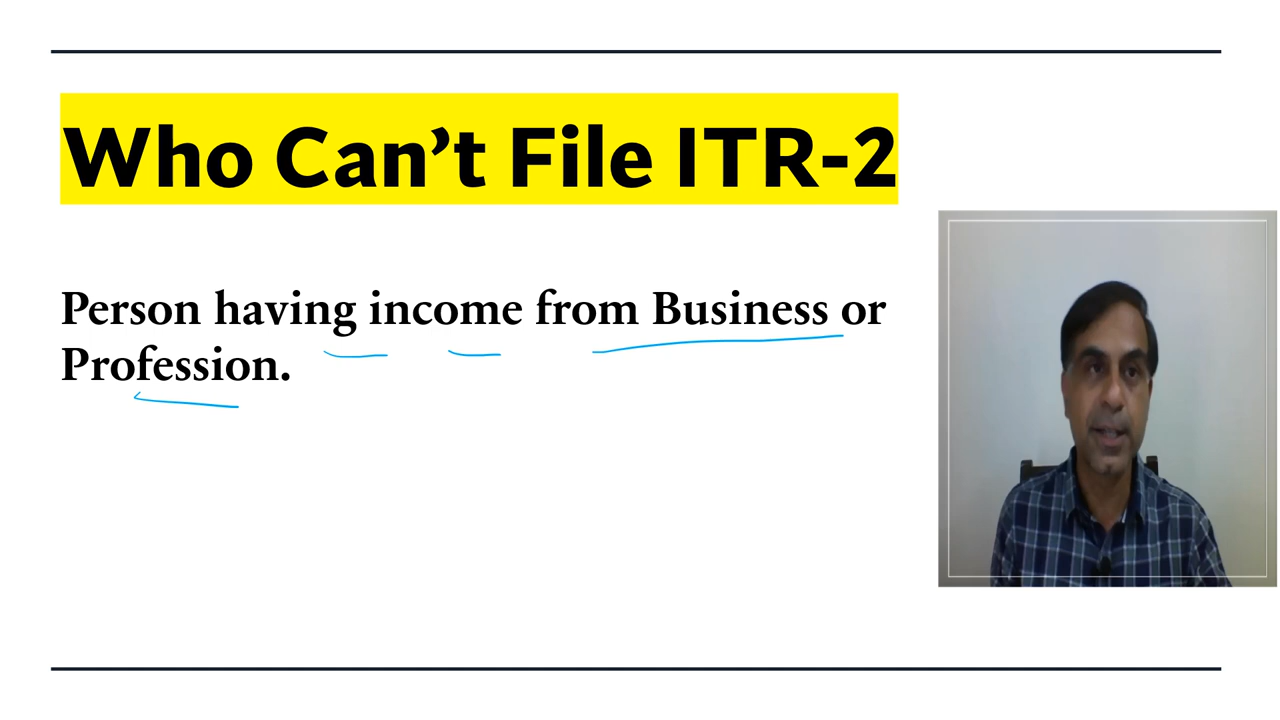 Who Can’t File ITR-2
Person having income from Business or
Profession.